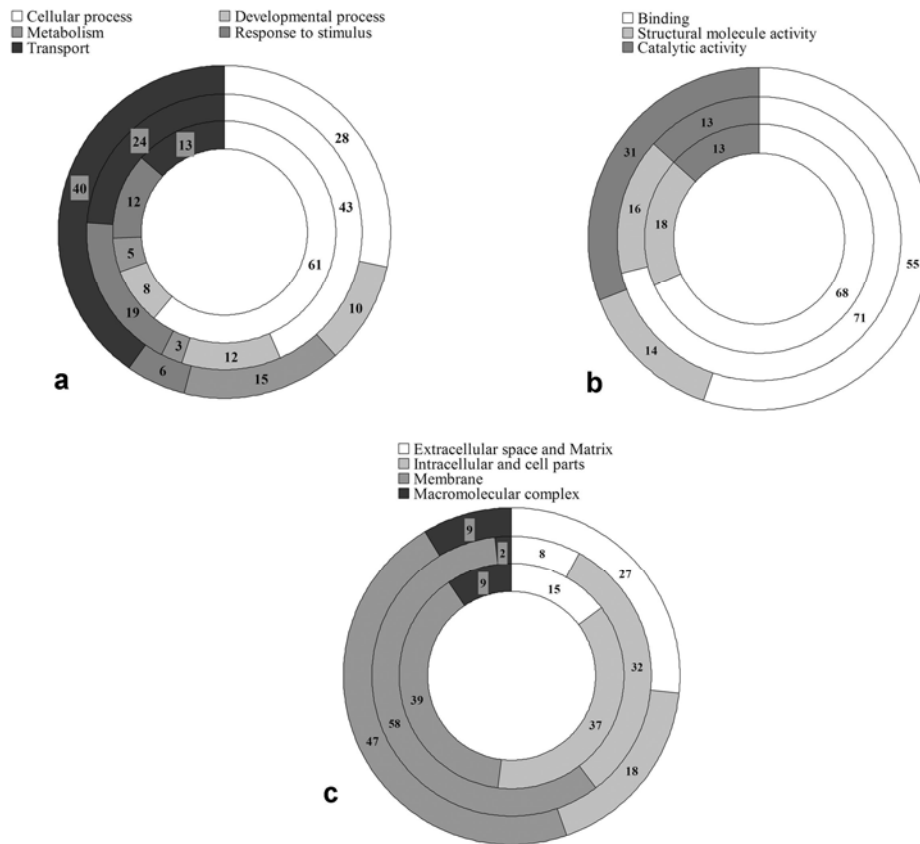 Cellular process
Developmental process
Metabolism
Response to stimulus
Transport
28
24
13
40
12
43
5
61
8
10
19
3
12
6
15
a
Binding
Structural molecule activity
Catalytic activity
13
31
13
16
18
55
68
71
14
b
Extracellular space and Matrix
Intracellular and cell parts
Membrane
Macromolecular complex
9
2
8
27
9
15
32
39
58
37
47
18
c